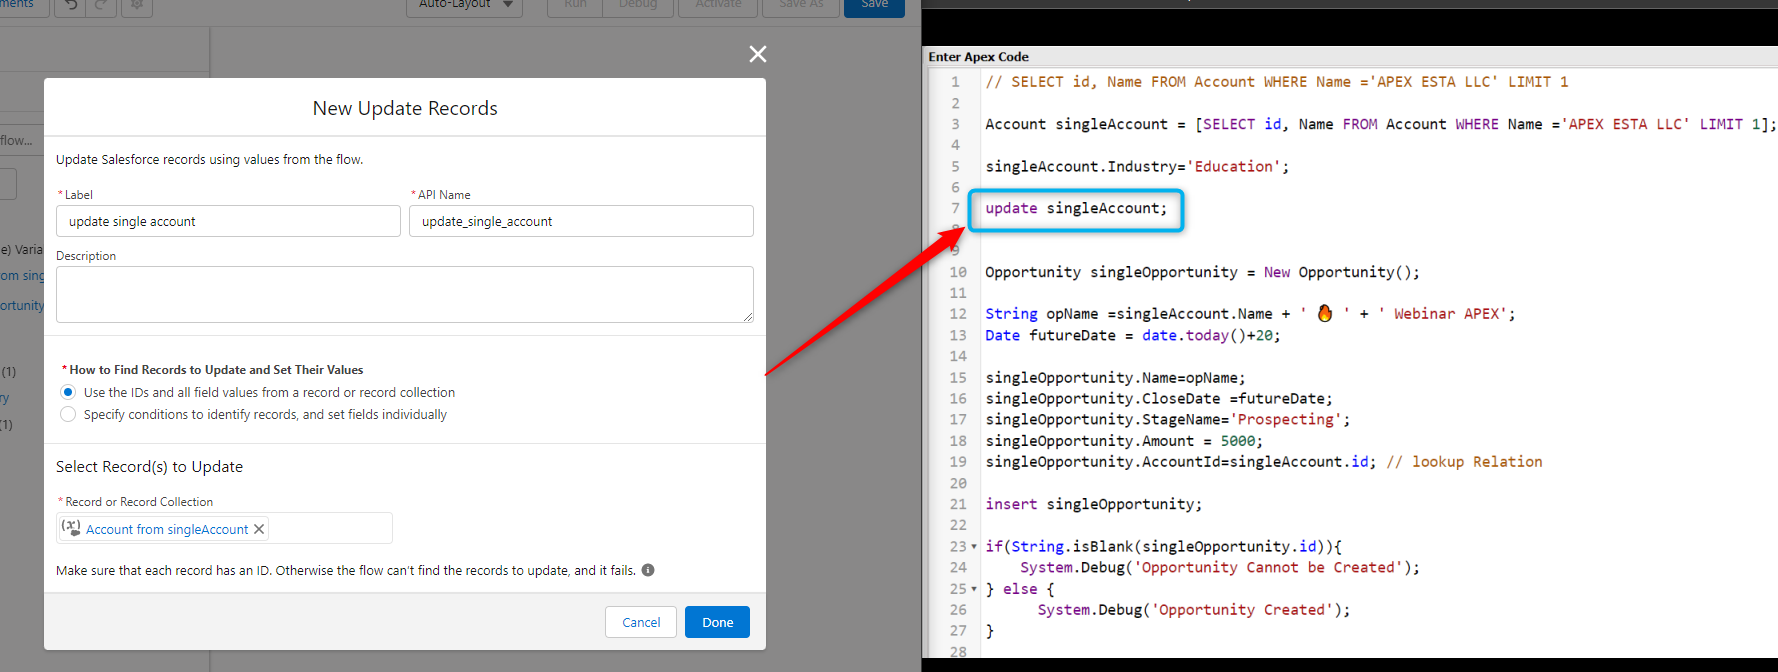 ments
Auto-Layout
Run
Debug
Activate
Save As
Save
flow...
e) Varia
om sing
ortunity
(1)
ry
(1)
New Update Records
Update Salesforce records using values from the flow.
*Label
*API Name
update single account
update_single_account
Description
*How to Find Records to Update and Set Their Values
Use the IDs and all field values from a record or record collection
Specify conditions to identify records, and set fields individually
Select Record(s) to Update
*Record or Record Collection
Account from singleAccount
Make sure that each record has an ID. Otherwise the flow can't find the records to update, and it fails.
Cancel
Done
Enter Apex Code
1 // SELECT id, Name FROM Account WHERE Name ='APEX ESTA LLC' LIMIT 1
2
3 Account singleAccount = [SELECT id, Name FROM Account WHERE Name ='APEX ESTA LLC' LIMIT 1];
4
5 singleAccount.Industry='Education';
6
7 update singleAccount;
8
9
10 Opportunity singleOpportunity = New Opportunity();
11
12 String opName =singleAccount.Name + ' 🔥 ' + ' Webinar APEX';
13 Date futureDate = date.today()+20;
14
15 singleOpportunity.Name=opName;
16 singleOpportunity.CloseDate =futureDate;
17 singleOpportunity.StageName='Prospecting';
18 singleOpportunity.Amount = 5000;
19 singleOpportunity.AccountId=singleAccount.id; // lookup Relation
20
21 insert singleOpportunity;
22
23 if(String.isBlank(singleOpportunity.id)){
24 System.Debug('Opportunity Cannot be Created');
25 } else {
26 System.Debug('Opportunity Created');
27 }
28